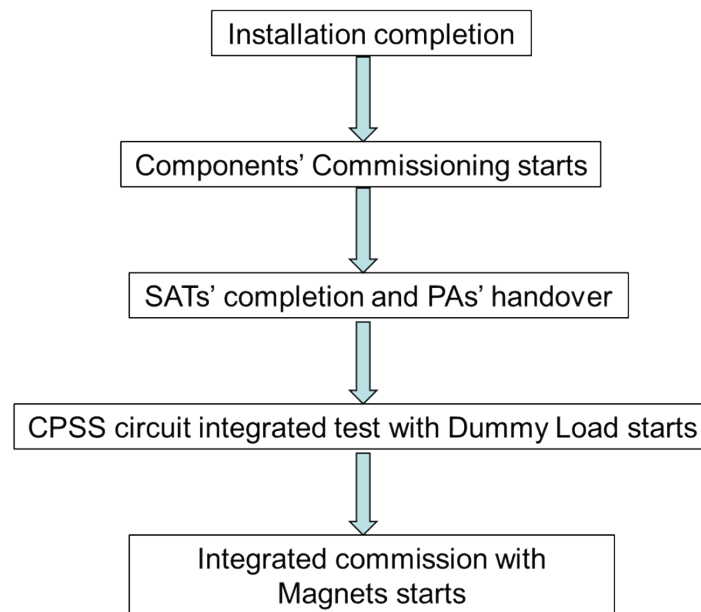 Installation completion
Components’ Commissioning starts
SATs’ completion and PAs’ handover
CPSS circuit integrated test with Dummy Load starts
Integrated commission with
Magnets starts